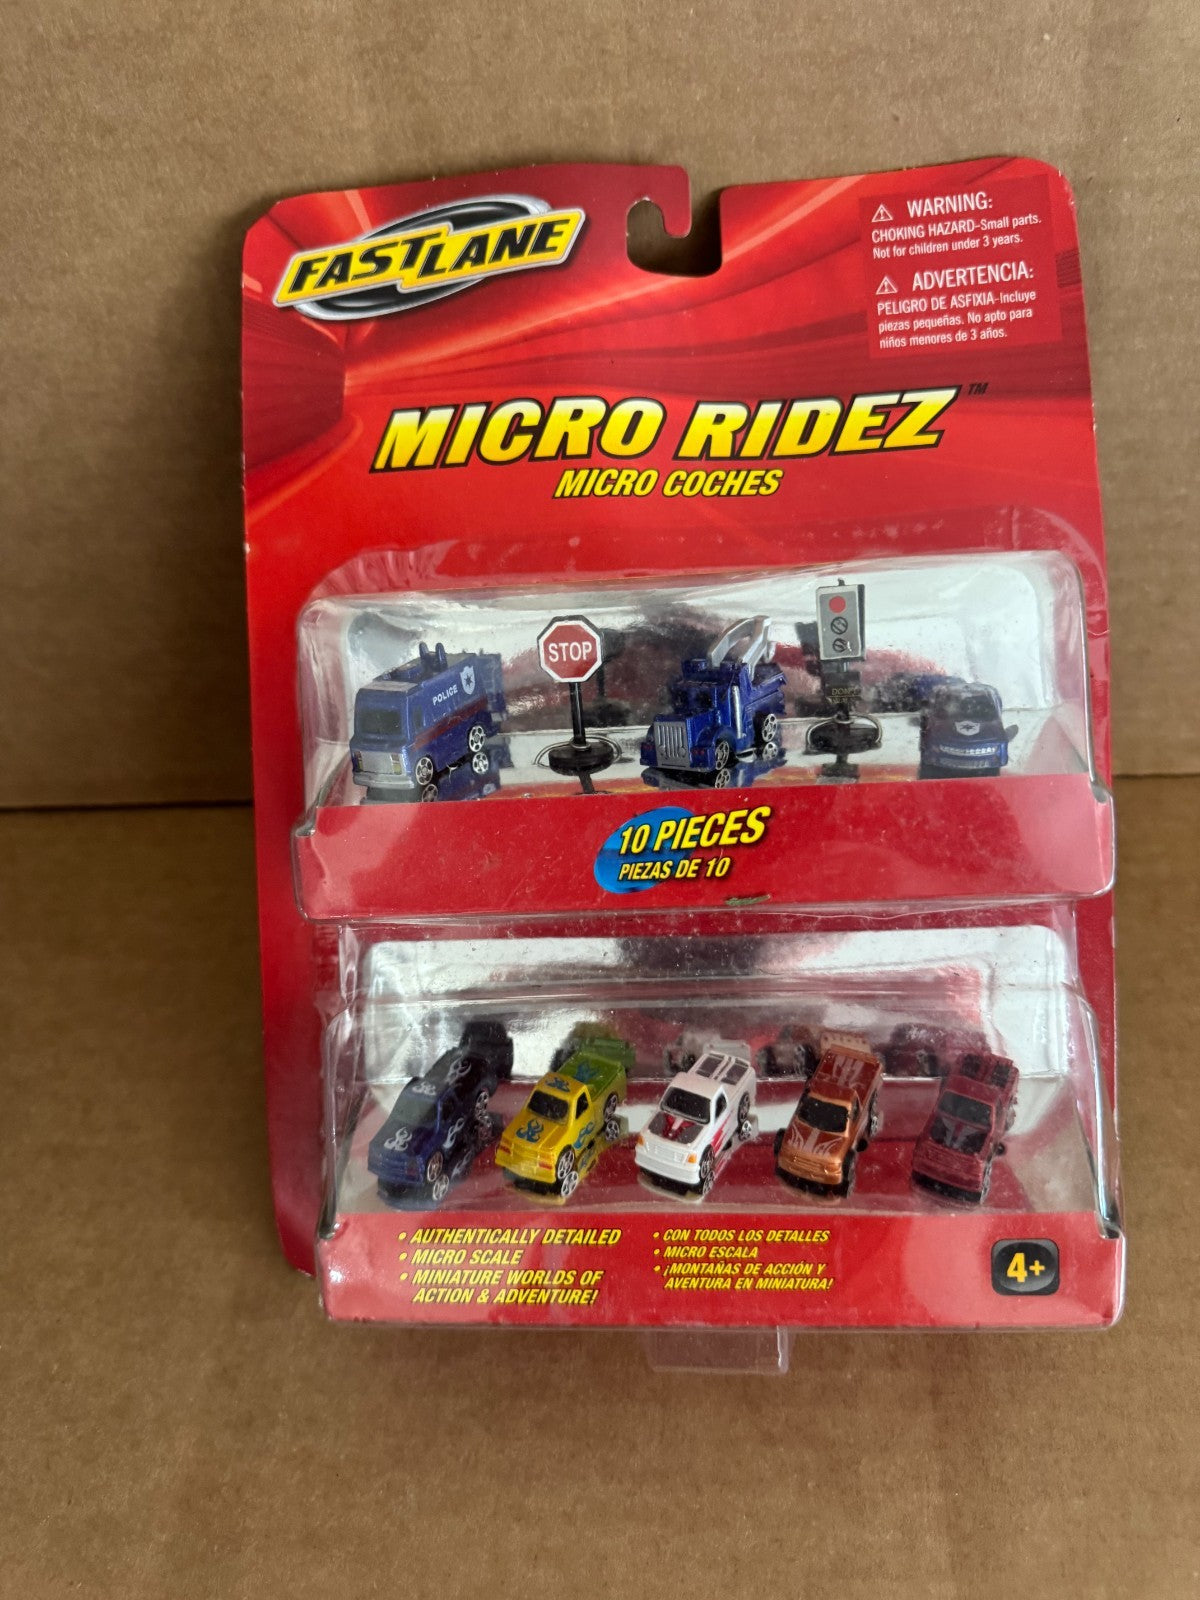 FAST LANE
WARNING:
CHOKING HAZARD-Small parts.
Not for children under 3 years.
ADVERTENCIA:
PELIGRO DE ASFIXIA-Incluye
piezas pequeñas. No apto para
niños menores de 3 años.
MICRO RIDEZ™
MICRO COCHES
POLICE
STOP
DON'T
10 PIECES
PIEZAS DE 10
• AUTHENTICALLY DETAILED
• MICRO SCALE
• MINIATURE WORLDS OF
ACTION & ADVENTURE!
• CON TODOS LOS DETALLES
• MICRO ESCALA
• ¡MONTAÑAS DE ACCIÓN Y
AVENTURA EN MINIATURA!
4+